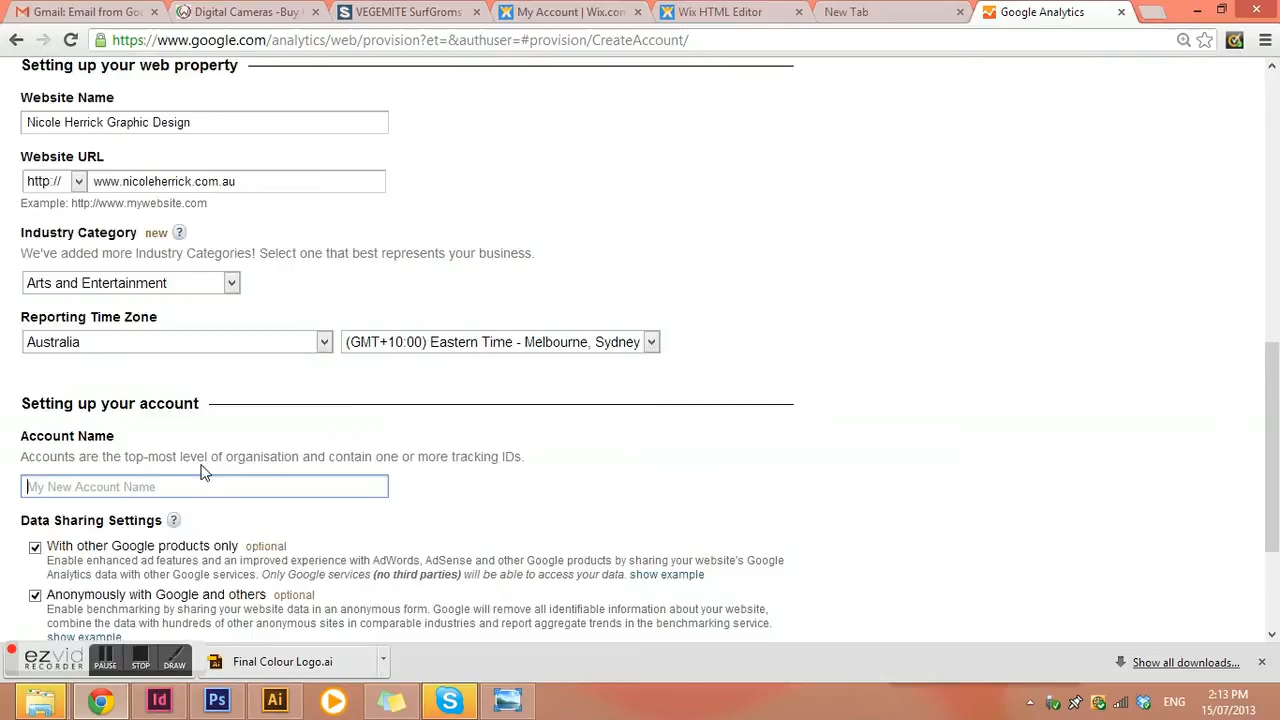 Gmail: Email from Go
Digital Cameras -Buy
VEGEMITE SurfGroms
My Account | Wix.com
Wix HTML Editor
New Tab
Google Analytics
https://www.google.com/analytics/web/provision?et=&authuser=#provision/CreateAccount/
Setting up your web property
Website Name
Nicole Herrick Graphic Design
Website URL
http:// www.nicoleherrick.com.au
Example: http://www.mywebsite.com
Industry Category new ?
We've added more Industry Categories! Select one that best represents your business.
Arts and Entertainment
Reporting Time Zone
Australia (GMT+10:00) Eastern Time - Melbourne, Sydney
Setting up your account
Account Name
Accounts are the top-most level of organisation and contain one or more tracking IDs.
My New Account Name
Data Sharing Settings ?
With other Google products only optional
Enable enhanced ad features and an improved experience with AdWords, AdSense and other Google products by sharing your website's Google
Analytics data with other Google services. Only Google services (no third parties) will be able to access your data. show example
Anonymously with Google and others optional
Enable benchmarking by sharing your website data in an anonymous form. Google will remove all identifiable information about your website,
combine the data with hundreds of other anonymous sites in comparable industries and report aggregate trends in the benchmarking service.
show example
ezvid
RECORDER
PAUSE STOP DRAW
Final Colour Logo.ai
Show all downloads...
Id Ps Ai
ENG
2:13 PM
15/07/2013